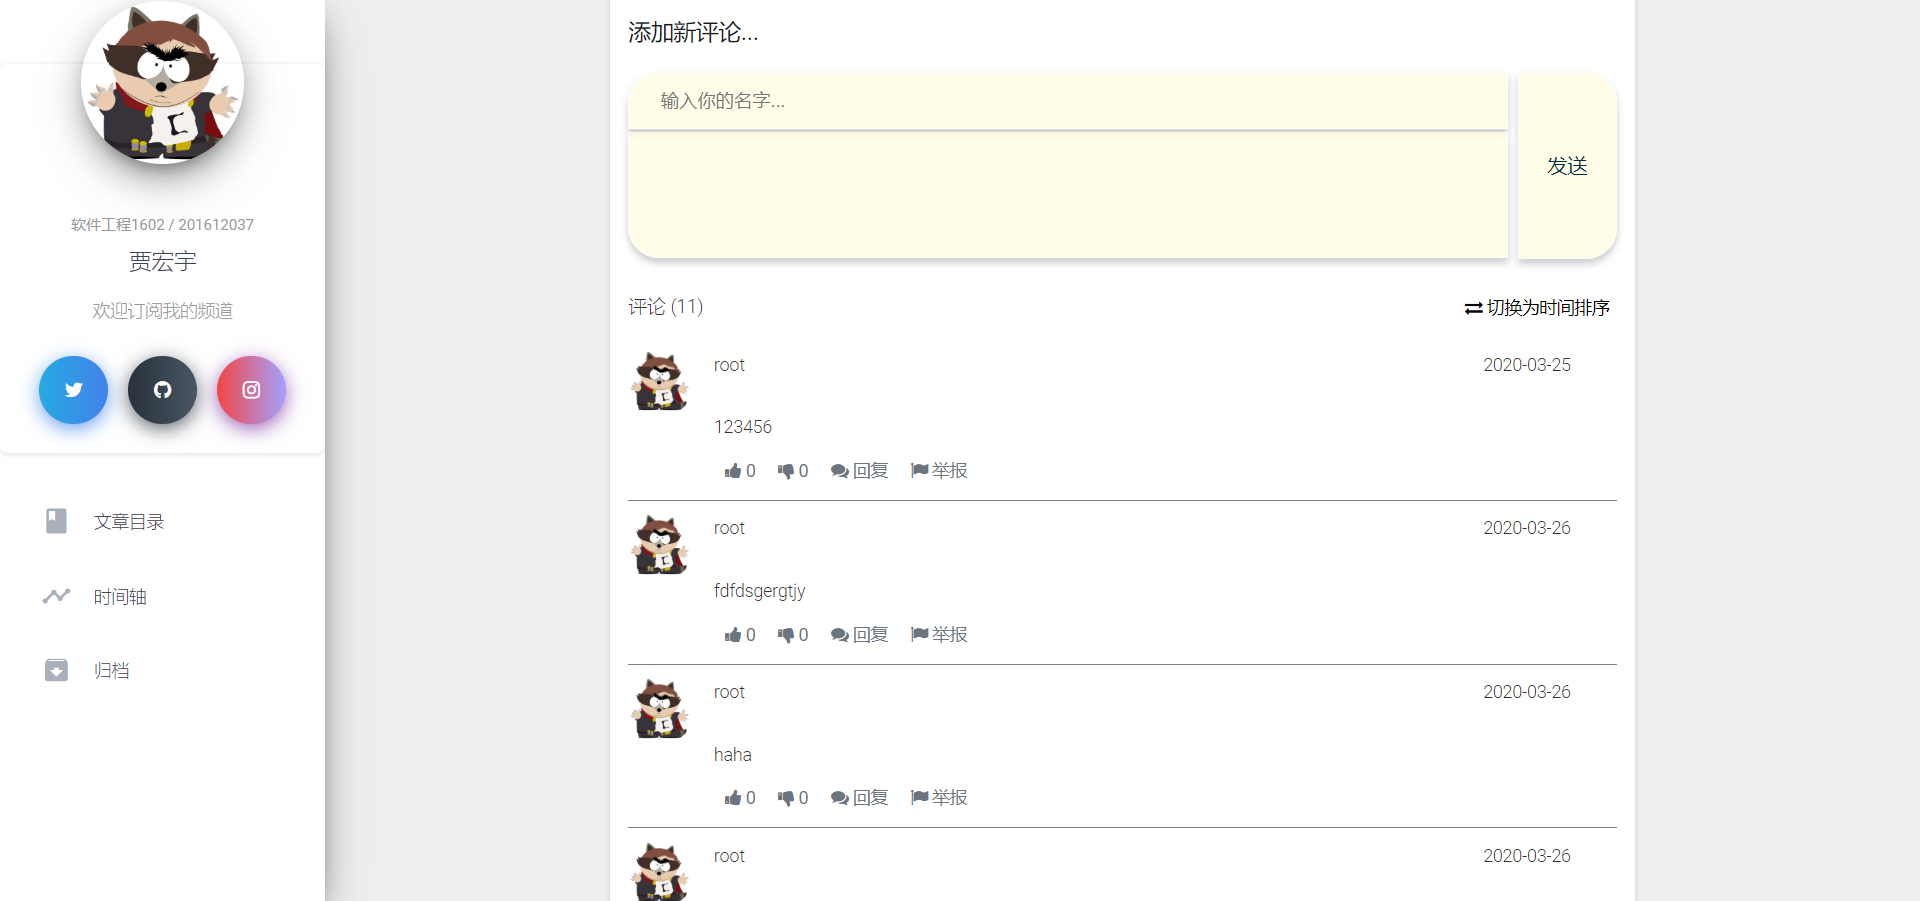 软件工程1602 / 201612037
贾宏宇
欢迎订阅我的频道
文章目录
时间轴
归档
添加新评论...
输入你的名字...
发送
评论 (11)
切换为时间排序
root 2020-03-25
123456
0 0 回复 举报
root 2020-03-26
fdfdsgergtjy
0 0 回复 举报
root 2020-03-26
haha
0 0 回复 举报
root 2020-03-26